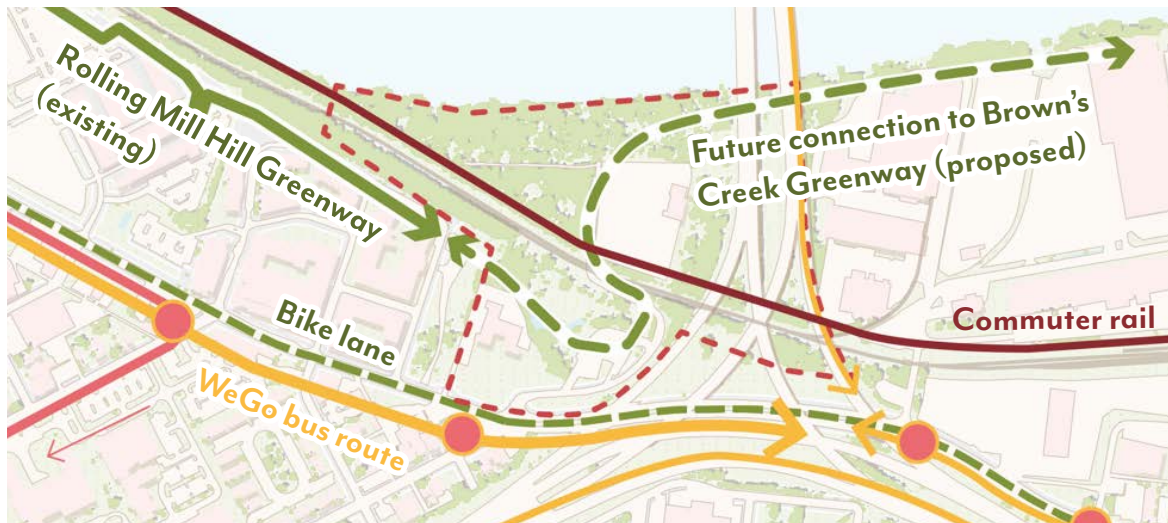 Rolling Mill Hill Greenway
(existing)
Future connection to Brown’s
Creek Greenway (proposed)
Bike lane
Commuter rail
WeGo bus route